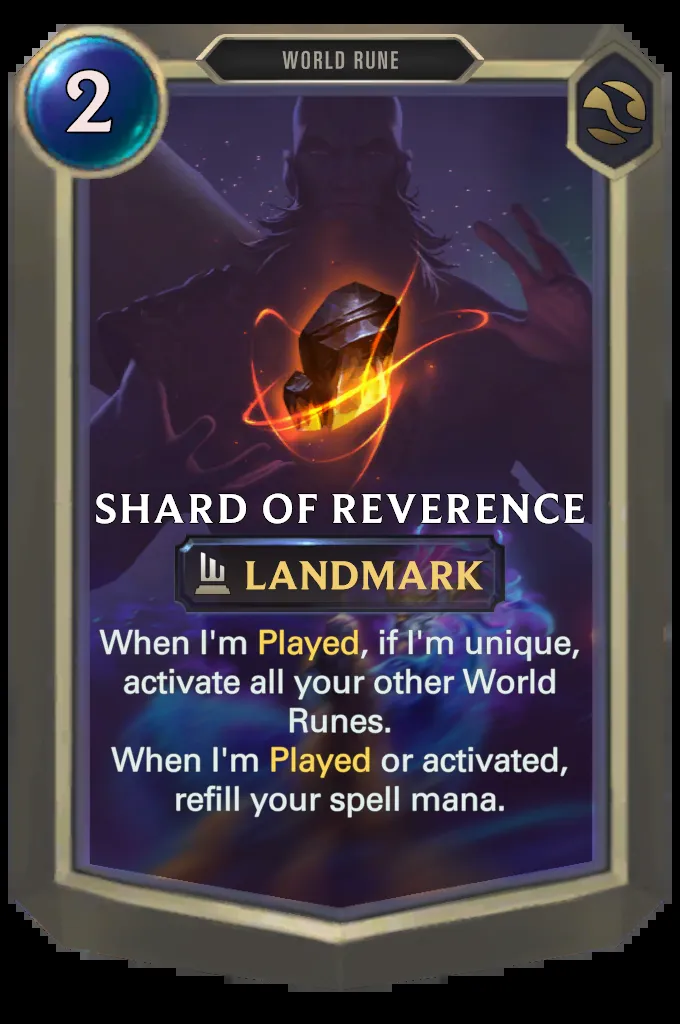 WORLD RUNE
2
SHARD OF REVERENCE
LANDMARK
When I'm Played, if I'm unique,
activate all your other World
Runes.
When I'm Played or activated,
refill your spell mana.